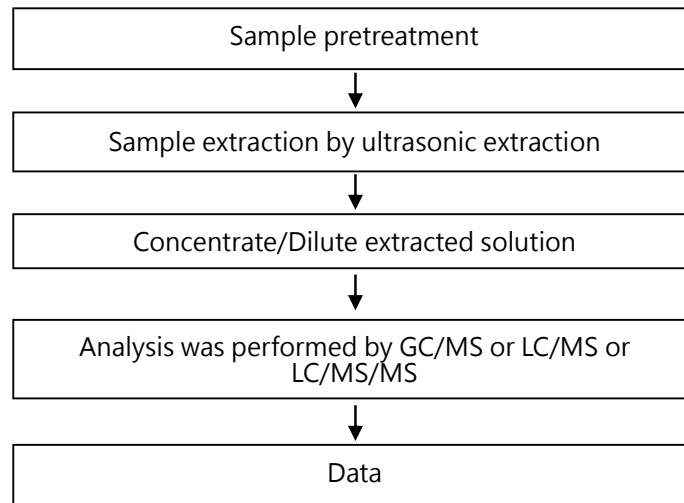 Sample pretreatment
Sample extraction by ultrasonic extraction
Concentrate/Dilute extracted solution
Analysis was performed by GC/MS or LC/MS or
LC/MS/MS
Data